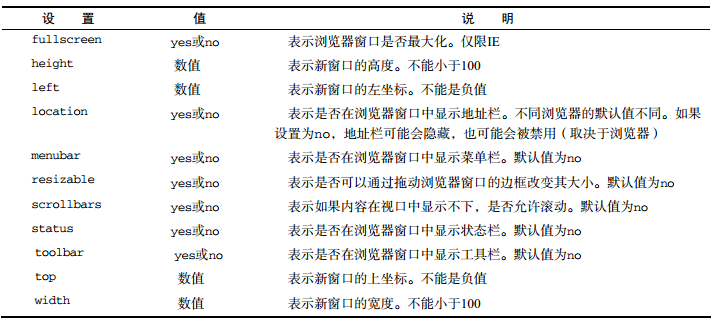 设 置 值 说 明
fullscreen yes或no 表示浏览器窗口是否最大化。仅限IE
height 数值 表示新窗口的高度。不能小于100
left 数值 表示新窗口的左坐标。不能是负值
location yes或no 表示是否在浏览器窗口中显示地址栏。不同浏览器的默认值不同。如果
设置为no，地址栏可能会隐藏，也可能会被禁用（取决于浏览器）
menubar yes或no 表示是否在浏览器窗口中显示菜单栏。默认值为no
resizable yes或no 表示是否可以通过拖动浏览器窗口的边框改变其大小。默认值为no
scrollbars yes或no 表示如果内容在视口中显示不下，是否允许滚动。默认值为no
status yes或no 表示是否在浏览器窗口中显示状态栏。默认值为no
toolbar yes或no 表示是否在浏览器窗口中显示工具栏。默认值为no
top 数值 表示新窗口的上坐标。不能是负值
width 数值 表示新窗口的宽度。不能小于100